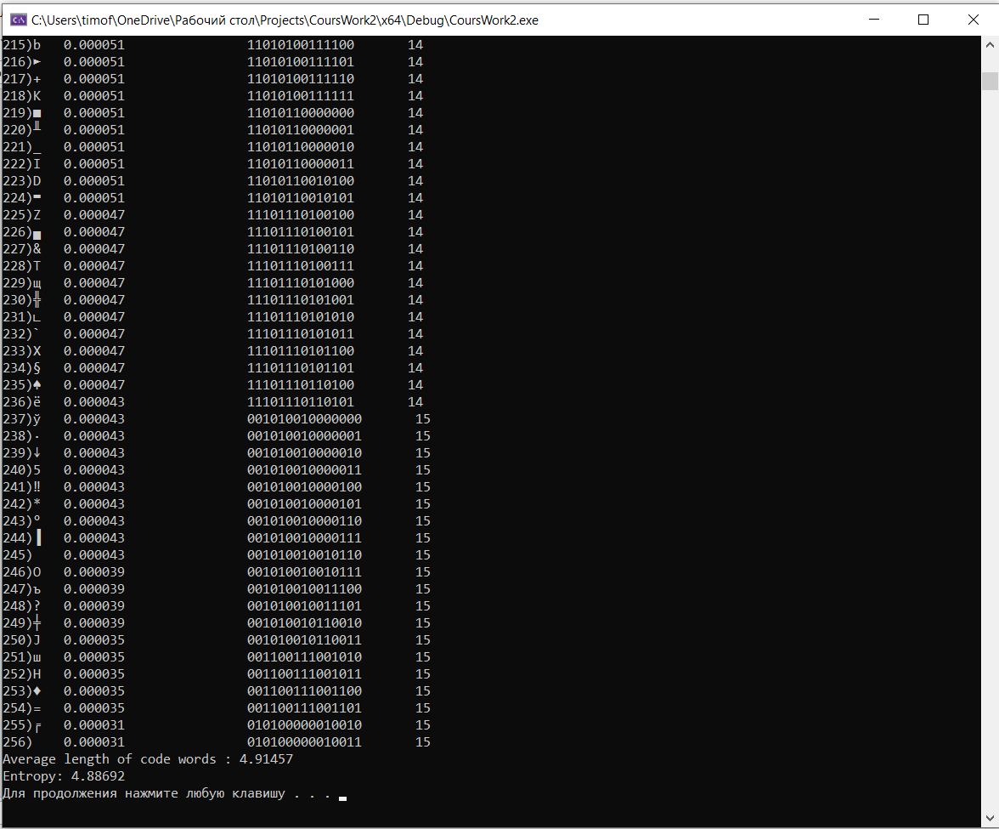 C:\Users\timof\OneDrive\Рабочий стол\Projects\CoursWork2\x64\Debug\CoursWork2.exe
215)b   0.000051                11010100111100       14
216)►   0.000051                11010100111101       14
217)+   0.000051                11010100111110       14
218)K   0.000051                11010100111111       14
219)■   0.000051                11010110000000       14
220)╨   0.000051                11010110000001       14
221)_   0.000051                11010110000010       14
222)I   0.000051                11010110000011       14
223)D   0.000051                11010110010100       14
224)▀   0.000051                11010110010101       14
225)Z   0.000047                11101110100100       14
226)▄   0.000047                11101110100101       14
227)&   0.000047                11101110100110       14
228)T   0.000047                11101110100111       14
229)щ   0.000047                11101110101000       14
230)╬   0.000047                11101110101001       14
231)∟   0.000047                11101110101010       14
232)`   0.000047                11101110101011       14
233)X   0.000047                11101110101100       14
234)§   0.000047                11101110101101       14
235)♠   0.000047                11101110110100       14
236)ё   0.000043                11101110110101       14
237)ў   0.000043                001010010000000       15
238)·   0.000043                001010010000001       15
239)↓   0.000043                001010010000010       15
240)5   0.000043                001010010000011       15
241)‼   0.000043                001010010000100       15
242)*   0.000043                001010010000101       15
243)°   0.000043                001010010000110       15
244)▐   0.000043                001010010000111       15
245)    0.000043                001010010010110       15
246)O   0.000039                001010010010111       15
247)ъ   0.000039                001010010011100       15
248)?   0.000039                001010010011101       15
249)╪   0.000039                001010010110010       15
250)J   0.000035                001010010110011       15
251)ш   0.000035                001100111001010       15
252)H   0.000035                001100111001011       15
253)♦   0.000035                001100111001100       15
254)=   0.000035                001100111001101       15
255)╒   0.000031                010100000010010       15
256)    0.000031                010100000010011       15
Average length of code words : 4.91457
Entropy: 4.88692
Для продолжения нажмите любую клавишу . . .